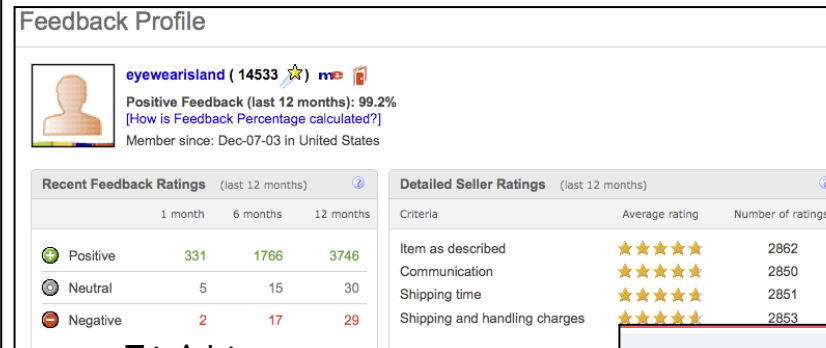 Feedback Profile
eyewearisland ( 14533 ) me
Positive Feedback (last 12 months): 99.2%
[How is Feedback Percentage calculated?]
Member since: Dec-07-03 in United States
Recent Feedback Ratings (last 12 months) ?
1 month 6 months 12 months
Positive 331 1766 3746
Neutral 5 15 30
Negative 2 17 29
Detailed Seller Ratings (last 12 months)
Criteria Average rating Number of ratings
Item as described 2862
Communication 2850
Shipping time 2851
Shipping and handling charges 2853